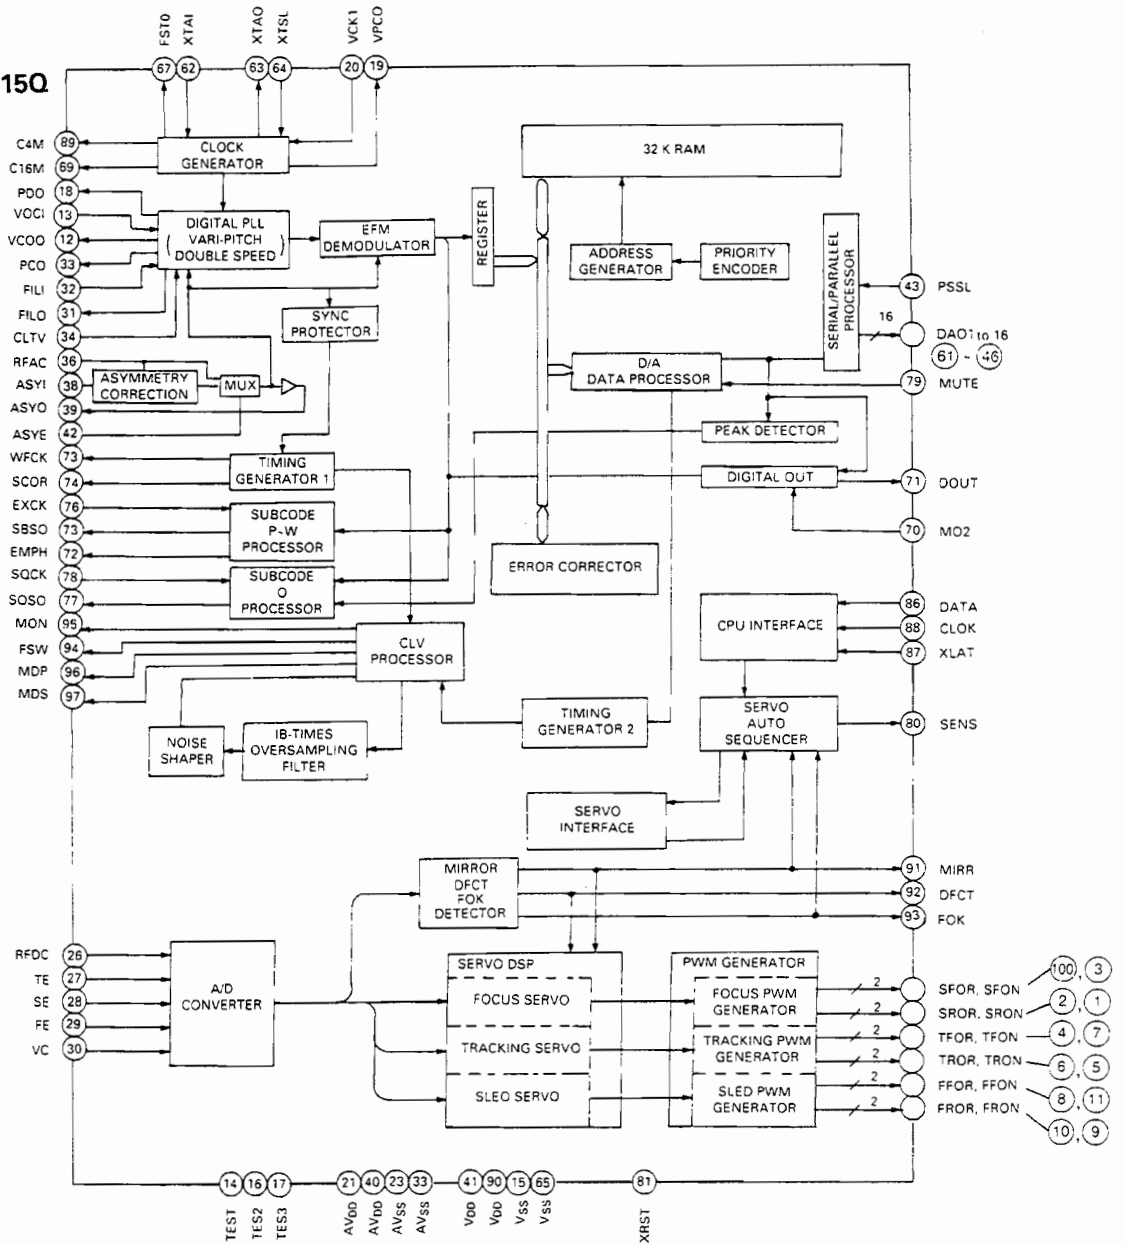 FST0
XTAI
XTAO
XTSL
VCK1
VPCO
67
62
63
64
20
19
15Q
C4M
89
CLOCK
GENERATOR
C16M
69
32 K RAM
PDO
18
VOCI
13
DIGITAL PLL
VARI-PITCH
( DOUBLE SPEED )
VCOO
12
EFM
DEMODULATOR
REGISTER
ADDRESS
GENERATOR
PRIORITY
ENCODER
SERIAL/PARALLEL
PROCESSOR
PCO
33
FILI
32
43
PSSL
FILO
31
SYNC
PROTECTOR
16
DAO1 to 16
61 - 46
CLTV
34
RFAC
36
ASYI
38
ASYMMETRY
CORRECTION
MUX
D/A
DATA PROCESSOR
79
MUTE
ASYO
39
ASYE
42
PEAK DETECTOR
WFCK
73
TIMING
GENERATOR 1
SCOR
74
DIGITAL OUT
71
DOUT
EXCK
76
SUBCODE
P~W
PROCESSOR
SBSO
73
70
MO2
EMPH
72
ERROR CORRECTOR
SQCK
78
SUBCODE
O
PROCESSOR
SOSO
77
86
DATA
CPU INTERFACE
88
CLOK
87
XLAT
MON
95
FSW
94
CLV
PROCESSOR
MDP
96
MDS
97
TIMING
GENERATOR 2
SERVO
AUTO
SEQUENCER
80
SENS
NOISE
SHAPER
IB-TIMES
OVERSAMPLING
FILTER
SERVO
INTERFACE
MIRROR
DFCT
FOK
DETECTOR
91
MIRR
92
DFCT
93
FOK
RFDC
26
TE
27
SE
28
FE
29
VC
30
A/D
CONVERTER
SERVO DSP
PWM GENERATOR
FOCUS SERVO
FOCUS PWM
GENERATOR
2
SFOR, SFON
100, 3
2
SROR, SRON
2, 1
TRACKING SERVO
TRACKING PWM
GENERATOR
2
TFOR, TFON
4, 7
2
TROR, TRON
6, 5
SLEO SERVO
SLED PWM
GENERATOR
2
FFOR, FFON
8, 11
2
FROR, FRON
10, 9
14
16
17
21
40
23
33
41
90
15
65
81
TEST
TES2
TES3
AVDD
AVDD
AVSS
AVSS
VDD
VDD
VSS
VSS
XRST